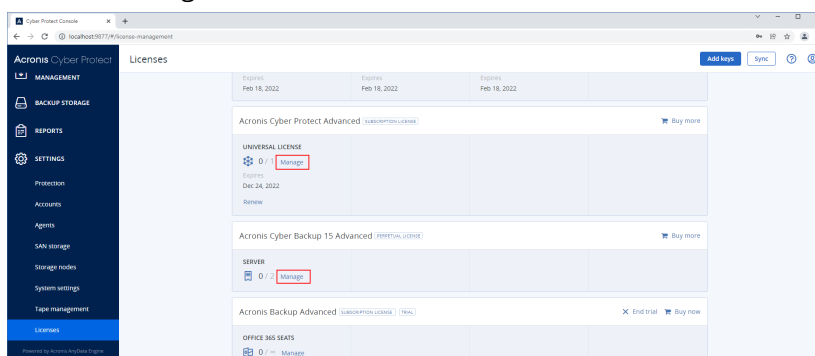 Cyber Protect Console
localhost:9877/#/license-management
Acronis Cyber Protect
Licenses
Add keys
Sync
MANAGEMENT
BACKUP STORAGE
REPORTS
SETTINGS
Protection
Accounts
Agents
SAN storage
Storage nodes
System settings
Tape management
Licenses
Powered by Acronis AnyData Engine
Expires Expires Expires
Feb 18, 2022 Feb 18, 2022 Feb 18, 2022
Acronis Cyber Protect Advanced SUBSCRIPTION LICENSE Buy more
UNIVERSAL LICENSE
0 / 1 Manage
Expires
Dec 24, 2022
Renew
Acronis Cyber Backup 15 Advanced PERPETUAL LICENSE Buy more
SERVER
0 / 2 Manage
Acronis Backup Advanced SUBSCRIPTION LICENSE TRIAL End trial Buy now
OFFICE 365 SEATS
0 / – Manage